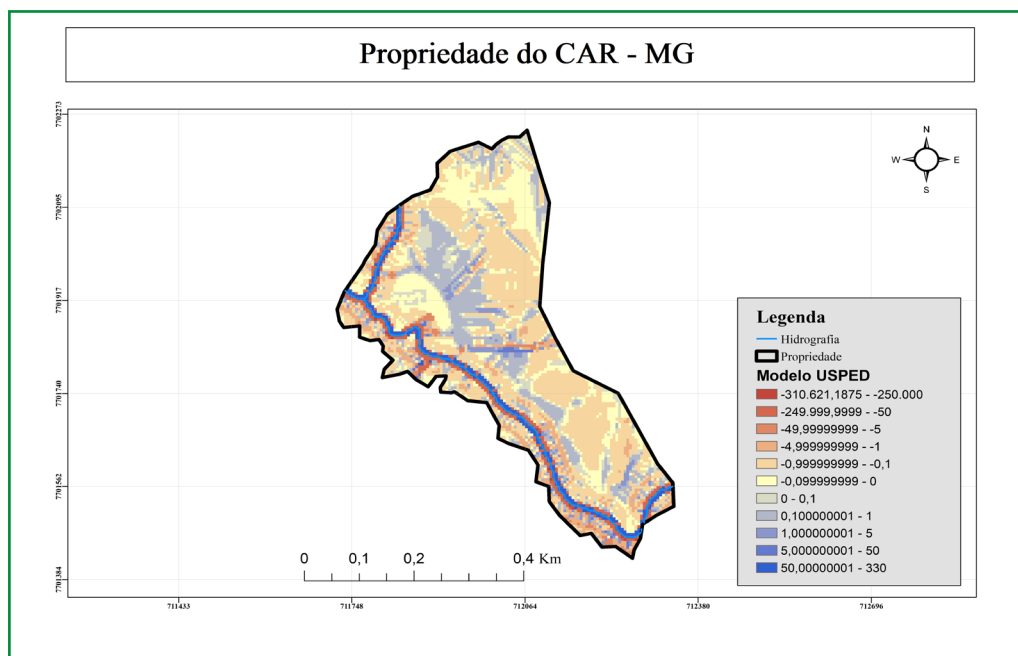 Propriedade do CAR - MG
7702273
7702095
7701917
7701740
7701562
7701384
N
W
E
S
Legenda
Hidrografia
Propriedade
Modelo USPED
-310.621,1875 - -250.000
-249.999,9999 - -50
-49,99999999 - -5
-4,999999999 - -1
-0,999999999 - -0,1
-0,099999999 - 0
0 - 0,1
0,100000001 - 1
1,000000001 - 5
5,00000001 - 50
50,00000001 - 330
0 0,1 0,2 0,4 Km
711433 711748 712064 712380 712696